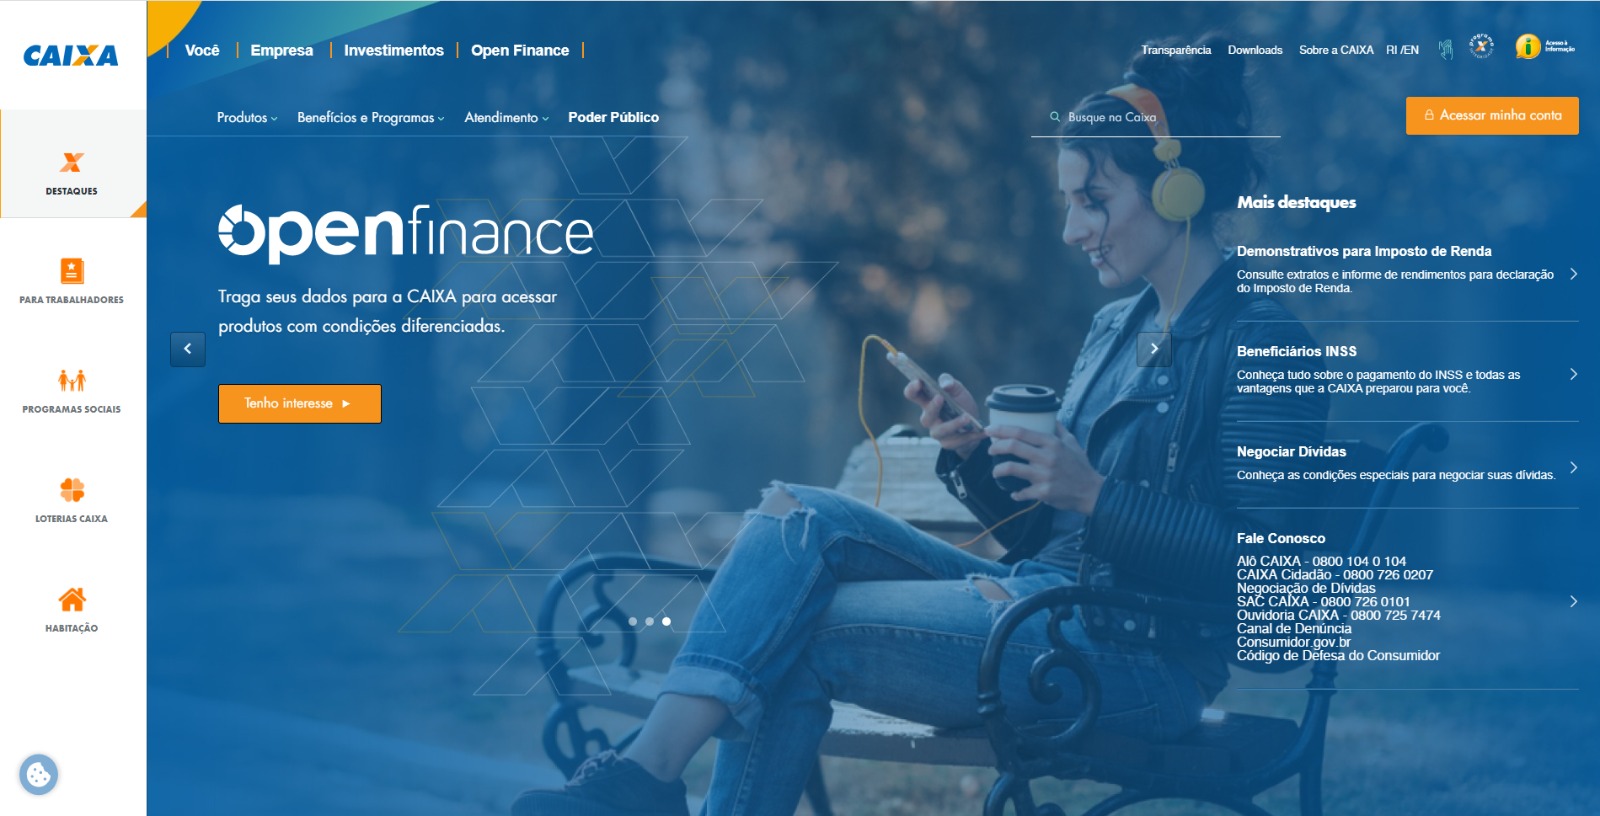 CAIXA
Você
Empresa
Investimentos
Open Finance
Transparência
Downloads
Sobre a CAIXA
RI /EN
Acesso à
Informação
Produtos
Benefícios e Programas
Atendimento
Poder Público
Busque na Caixa
Acessar minha conta
DESTAQUES
PARA TRABALHADORES
PROGRAMAS SOCIAIS
LOTERIAS CAIXA
HABITAÇÃO
openfinance
Traga seus dados para a CAIXA para acessar
produtos com condições diferenciadas.
Tenho interesse
Mais destaques
Demonstrativos para Imposto de Renda
Consulte extratos e informe de rendimentos para declaração
do Imposto de Renda.
Beneficiários INSS
Conheça tudo sobre o pagamento do INSS e todas as
vantagens que a CAIXA preparou para você.
Negociar Dívidas
Conheça as condições especiais para negociar suas dívidas.
Fale Conosco
Alô CAIXA - 0800 104 0 104
CAIXA Cidadão - 0800 726 0207
Negociação de Dívidas
SAC CAIXA - 0800 726 0101
Ouvidoria CAIXA - 0800 725 7474
Canal de Denúncia
Consumidor.gov.br
Código de Defesa do Consumidor